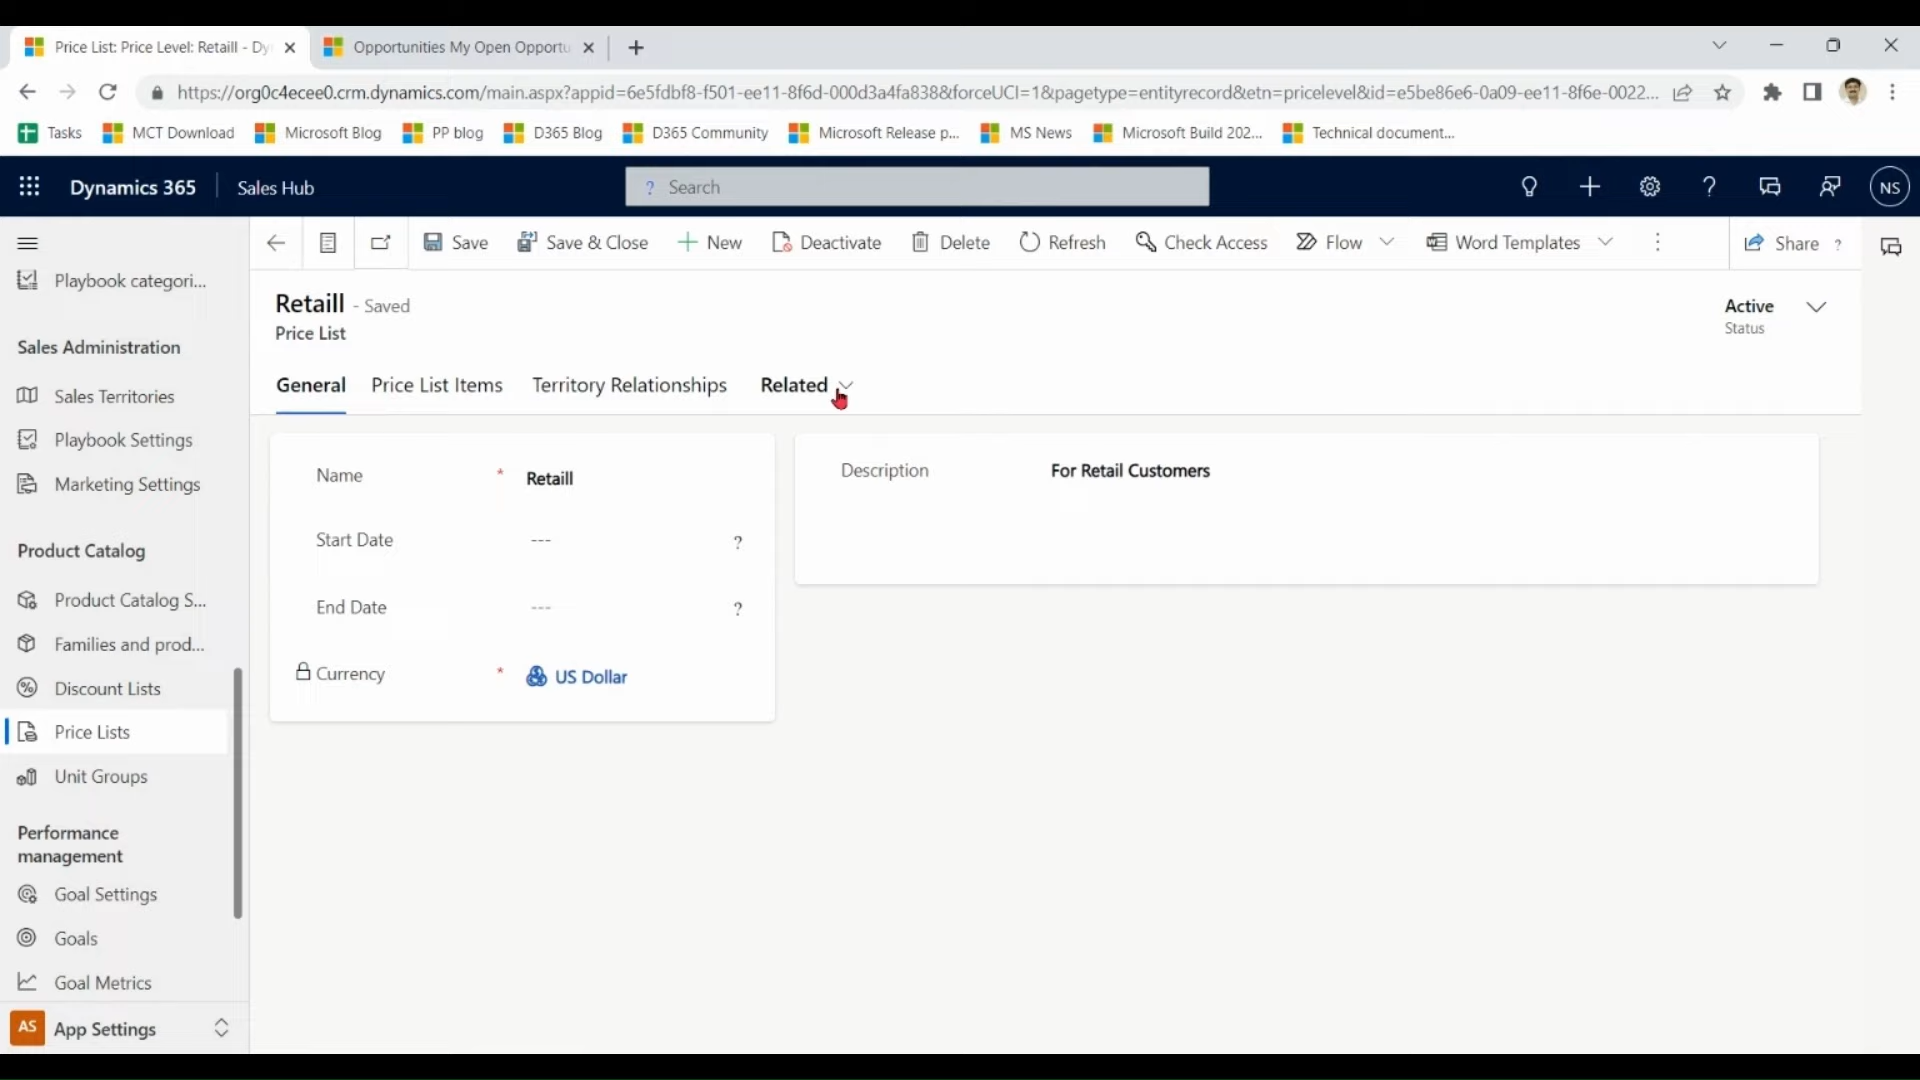 Price List: Price Level: Retaill - Dy
Opportunities My Open Opportu
https://org0c4ecee0.crm.dynamics.com/main.aspx?appid=6e5fdbf8-f501-ee11-8f6d-000d3a4fa838&forceUCI=1&pagetype=entityrecord&etn=pricelevel&id=e5be86e6-0a09-ee11-8f6e-0022...
Tasks MCT Download Microsoft Blog PP blog D365 Blog D365 Community Microsoft Release p... MS News Microsoft Build 202... Technical document...
Dynamics 365 Sales Hub ? Search ? NS
Save Save & Close New Deactivate Delete Refresh Check Access Flow Word Templates Share ?
Playbook categori...
Sales Administration
Sales Territories
Playbook Settings
Marketing Settings
Product Catalog
Product Catalog S...
Families and prod...
Discount Lists
Price Lists
Unit Groups
Performance
management
Goal Settings
Goals
Goal Metrics
AS App Settings
Retaill - Saved
Price List
Active
Status
General Price List Items Territory Relationships Related
Name * Retaill
Start Date --- ?
End Date --- ?
Currency * US Dollar
Description For Retail Customers